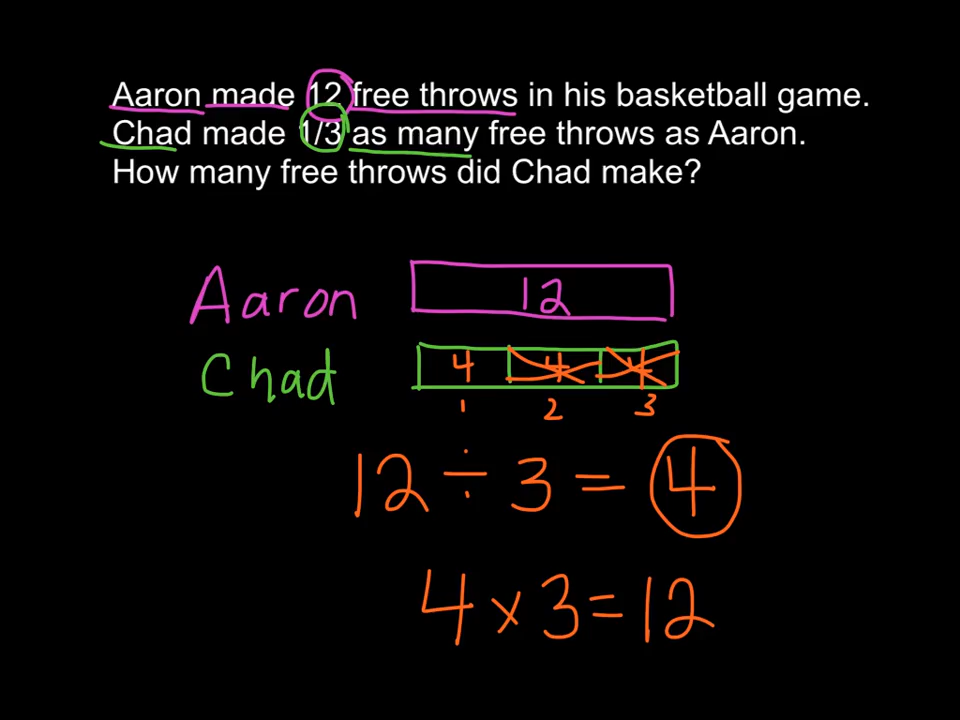 Aaron made 12 free throws in his basketball game.
Chad made 1/3 as many free throws as Aaron.
How many free throws did Chad make?
Aaron 12
Chad 4 4 4
1 2 3
12 ÷ 3 = 4
4 x 3 = 12